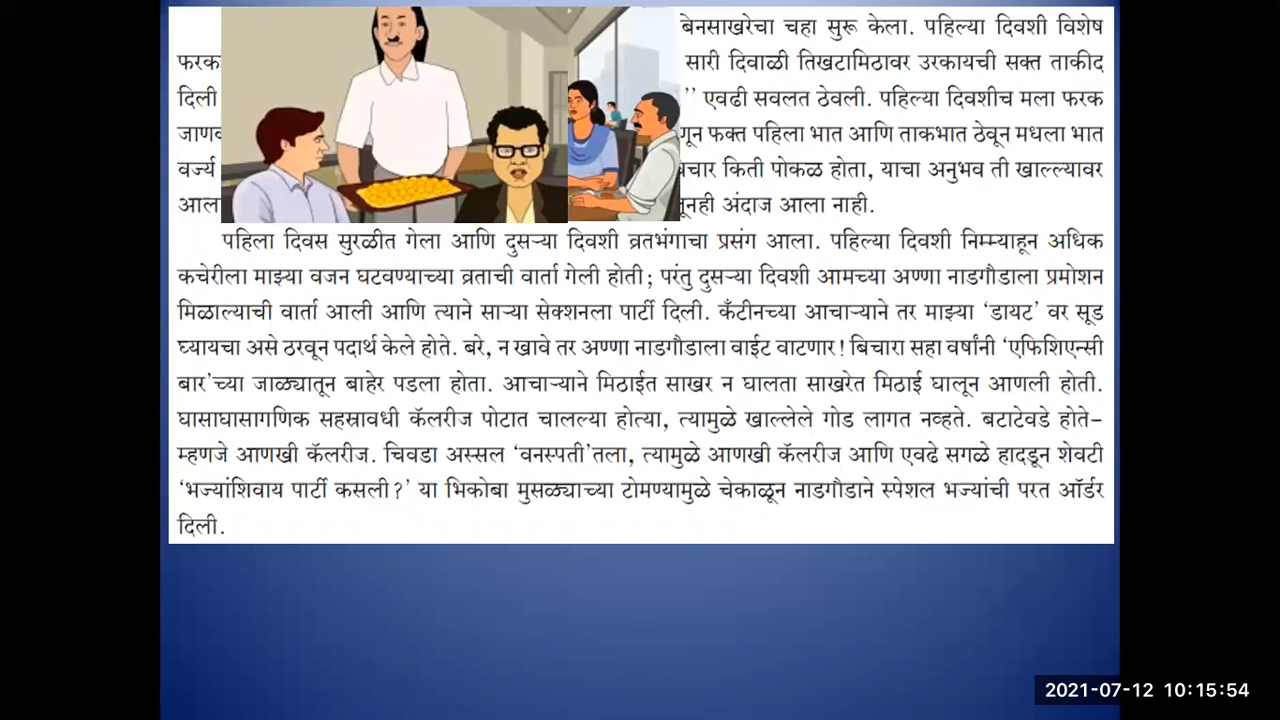 बेनसाखरेचा चहा सुरू केला. पहिल्या दिवशी विशेष
फरक सारी दिवाळी तिखटामिठावर उरकायची सक्त ताकीद
दिली ” एवढी सवलत ठेवली. पहिल्या दिवशीच मला फरक
फक्त पहिला भात आणि ताकभात ठेवून मधला भात
वर्ज्य किती पोकळ होता, याचा अनुभव ती खाल्ल्यावर
अंदाज आला नाही.
पहिला दिवस सुरळीत गेला आणि दुसऱ्या दिवशी व्रतभंगाचा प्रसंग आला. पहिल्या दिवशी निम्म्याहून अधिक
कचेरीला माझ्या वजन घटवण्याच्या व्रताची वार्ता गेली होती; परंतु दुसऱ्या दिवशी आमच्या अण्णा नाडगौडाला प्रमोशन
मिळाल्याची वार्ता आली आणि त्याने साऱ्या सेक्शनला पार्टी दिली. कँटीनच्या आचाऱ्याने तर माझ्या ‘डायट’ वर सूड
घ्यायचा असे ठरवून पदार्थ केले होते. बरे, न खावे तर अण्णा नाडगौडाला वाईट वाटणार! बिचारा सहा वर्षांनी ‘एफिशिएन्सी
बार’च्या जाळ्यातून बाहेर पडला होता. आचाऱ्याने मिठाईत साखर न घालता साखरेत मिठाई घालून आणली होती.
घासाघासागणिक सहस्रावधी कॅलरीज पोटात चालल्या होत्या, त्यामुळे खाल्लेले गोड लागत नव्हते. बटाटेवडे होते–
म्हणजे आणखी कॅलरीज. चिवडा अस्सल ‘वनस्पती’तला, त्यामुळे आणखी कॅलरीज आणि एवढे सगळे हादडून शेवटी
‘भज्यांशिवाय पार्टी कसली?’ या भिकोबा मुसळ्याच्या टोमण्यामुळे चेकाळून नाडगौडाने स्पेशल भज्यांची परत ऑर्डर
दिली.
2021-07-12 10:15:54